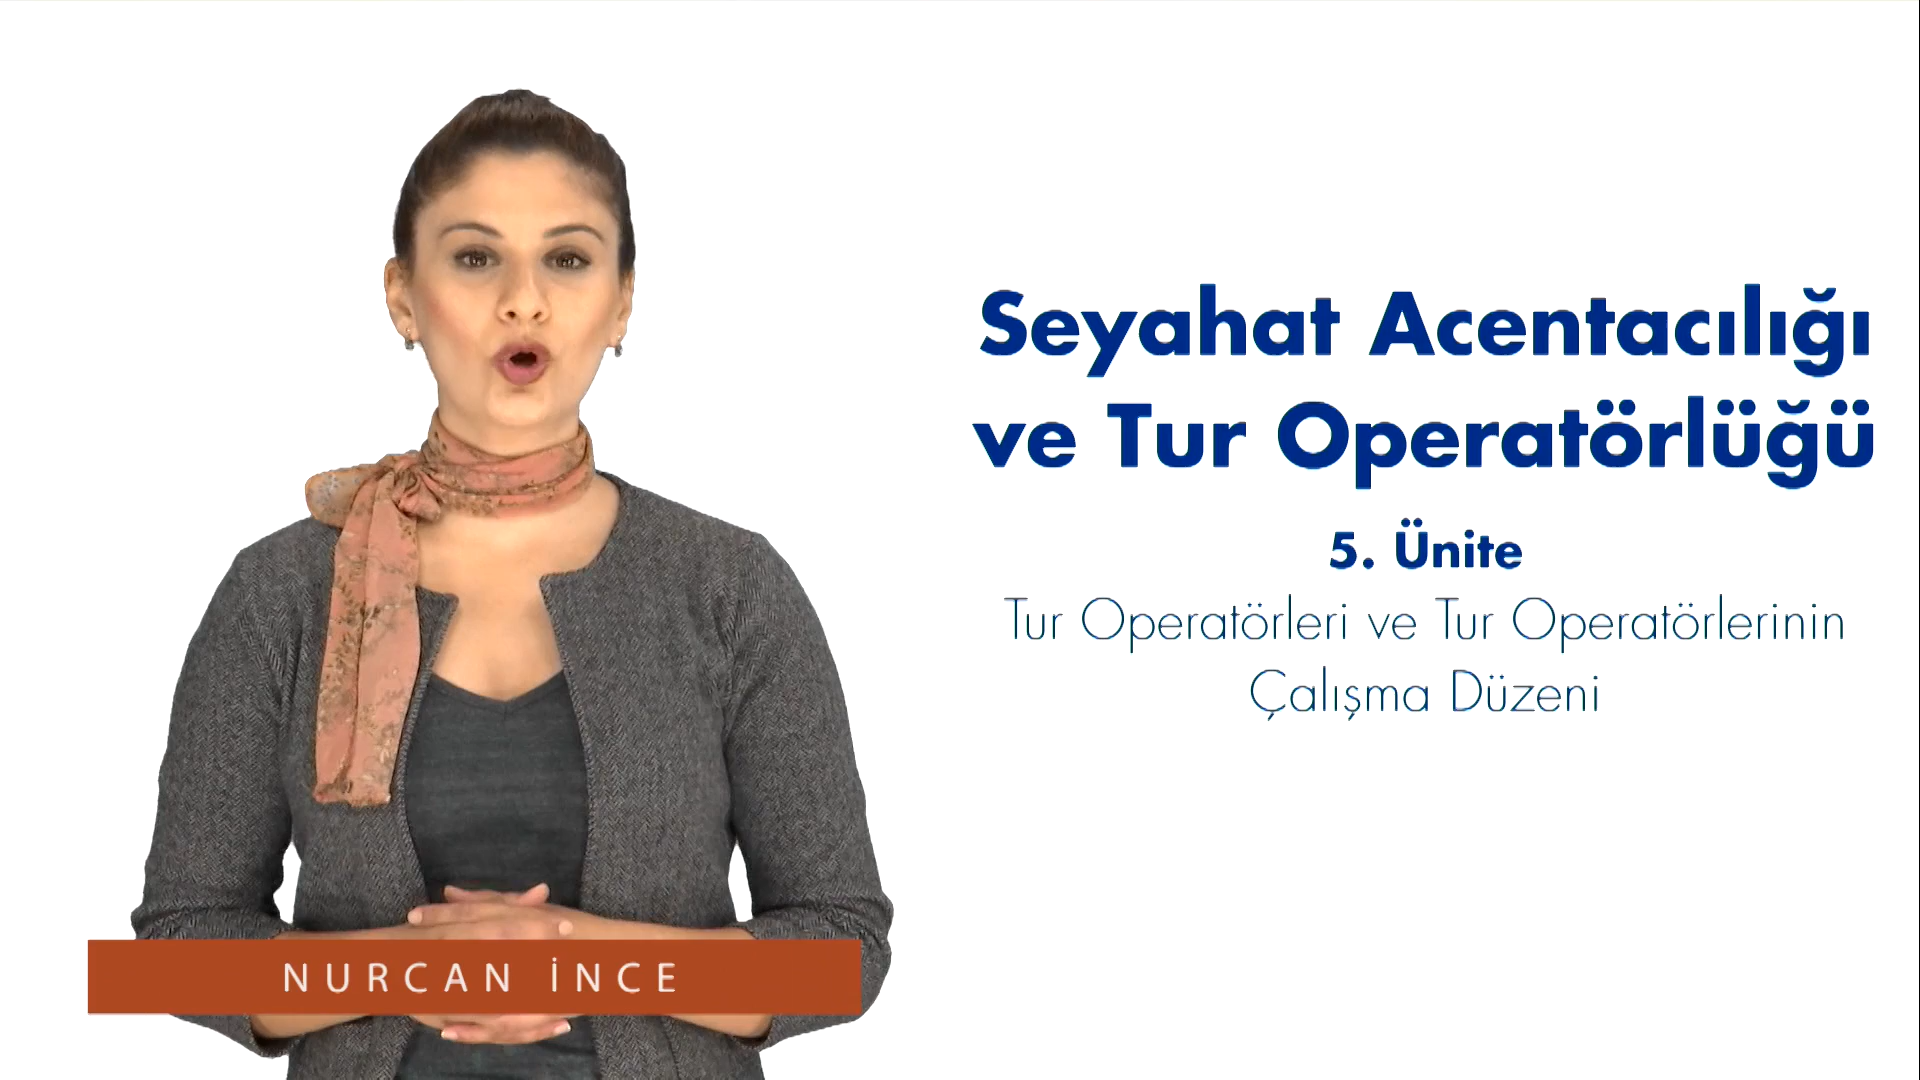 Seyahat Acentacılığı
ve Tur Operatörlüğü
5. Ünite
Tur Operatörleri ve Tur Operatörlerinin
Çalışma Düzeni
NURCAN İNCE